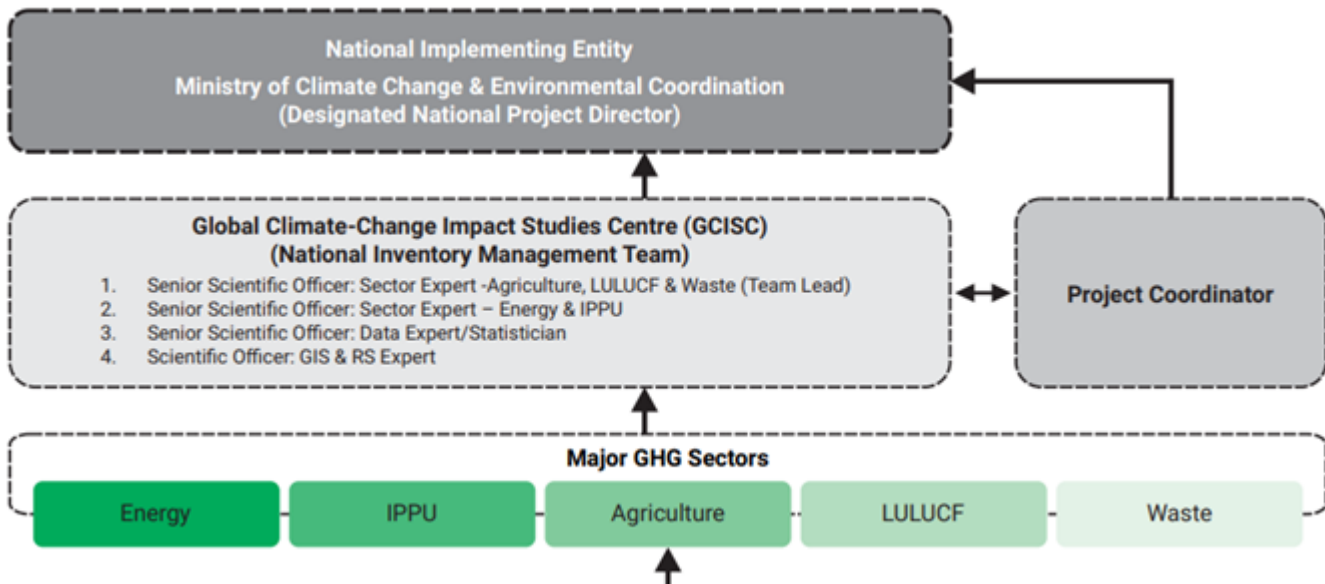 National Implementing Entity
Ministry of Climate Change & Environmental Coordination
(Designated National Project Director)
Global Climate-Change Impact Studies Centre (GCISC)
(National Inventory Management Team)
1. Senior Scientific Officer: Sector Expert -Agriculture, LULUCF & Waste (Team Lead)
2. Senior Scientific Officer: Sector Expert – Energy & IPPU
3. Senior Scientific Officer: Data Expert/Statistician
4. Scientific Officer: GIS & RS Expert
Project Coordinator
Major GHG Sectors
Energy
IPPU
Agriculture
LULUCF
Waste